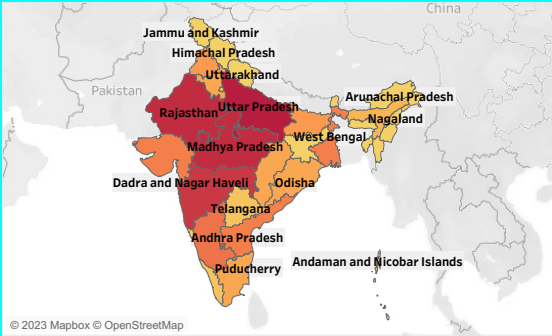 China
Jammu and Kashmir
Himachal Pradesh
Uttarakhand
Pakistan
Arunachal Pradesh
Uttar Pradesh
Rajasthan
Nagaland
West Bengal
Madhya Pradesh
Dadra and Nagar Haveli
Odisha
Telangana
Andhra Pradesh
Andaman and Nicobar Islands
Puducherry
© 2023 Mapbox © OpenStreetMap